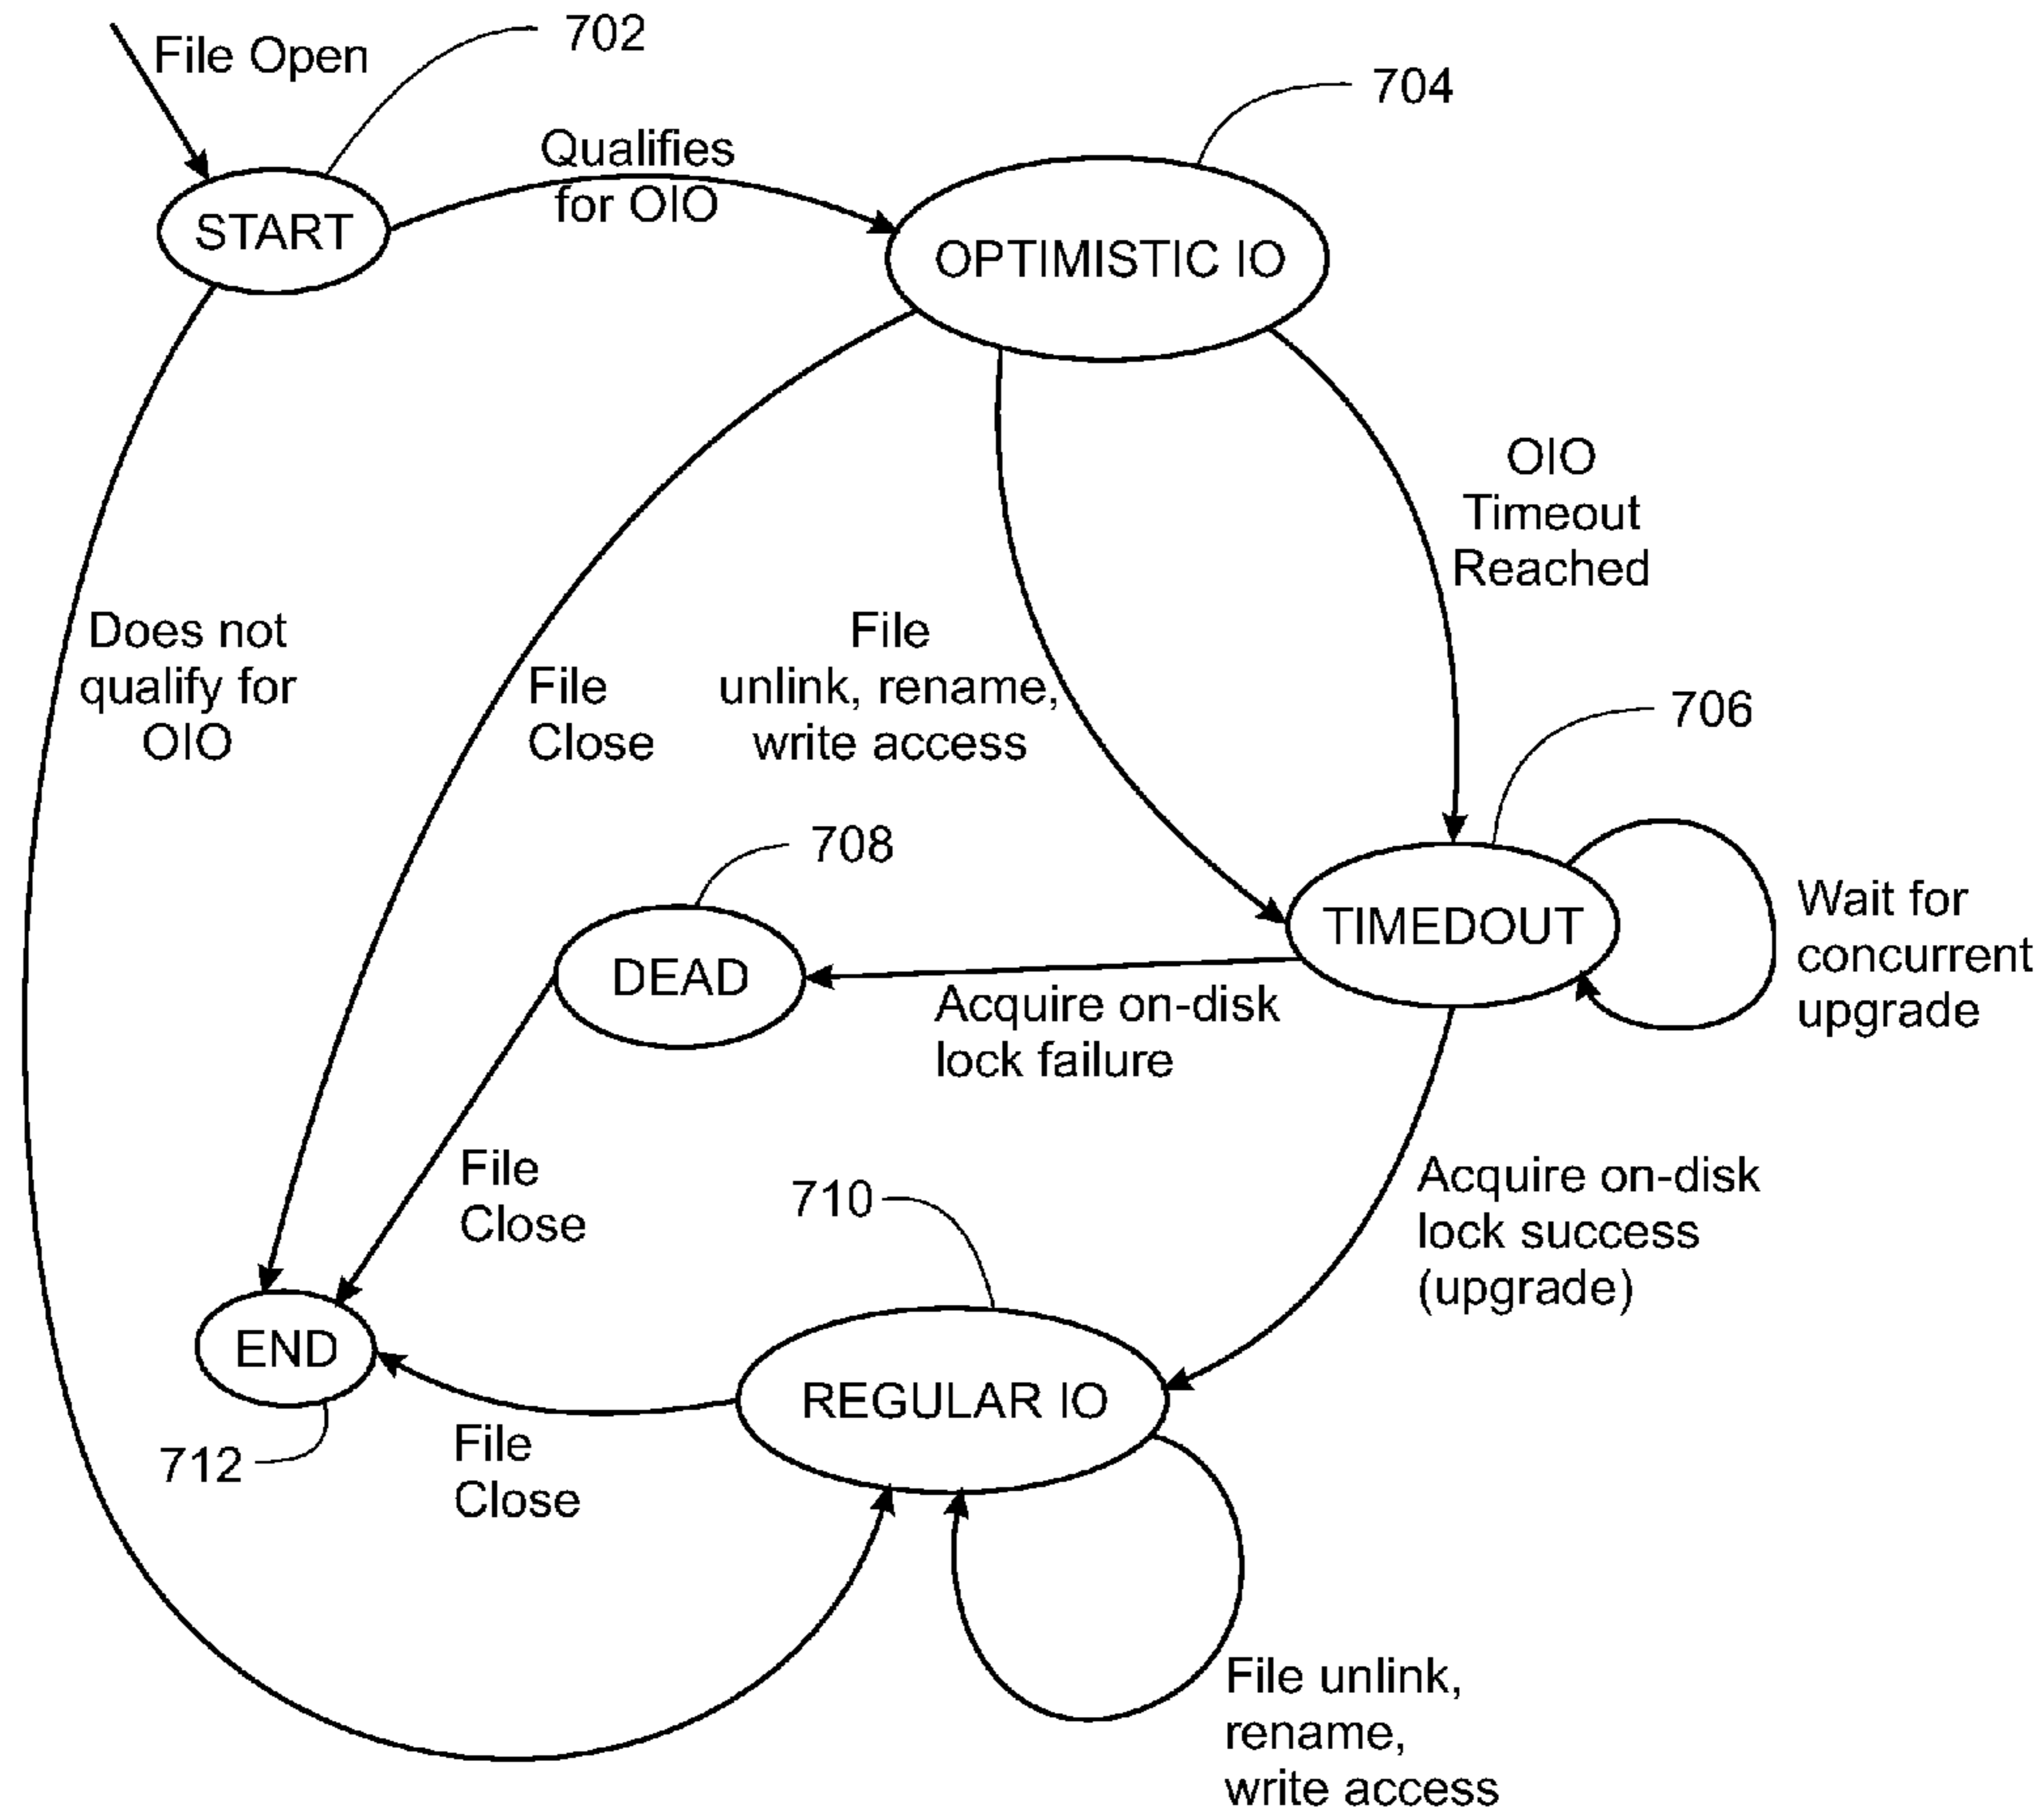 File Open
702
704
Qualifies
for OIO
START
OPTIMISTIC IO
OIO
Timeout
Reached
Does not
qualify for
OIO
File
Close
File
unlink, rename,
write access
706
708
TIMEDOUT
Wait for
concurrent
upgrade
DEAD
Acquire on-disk
lock failure
File
Close
710
Acquire on-disk
lock success
(upgrade)
END
REGULAR IO
712
File
Close
File unlink,
rename,
write access